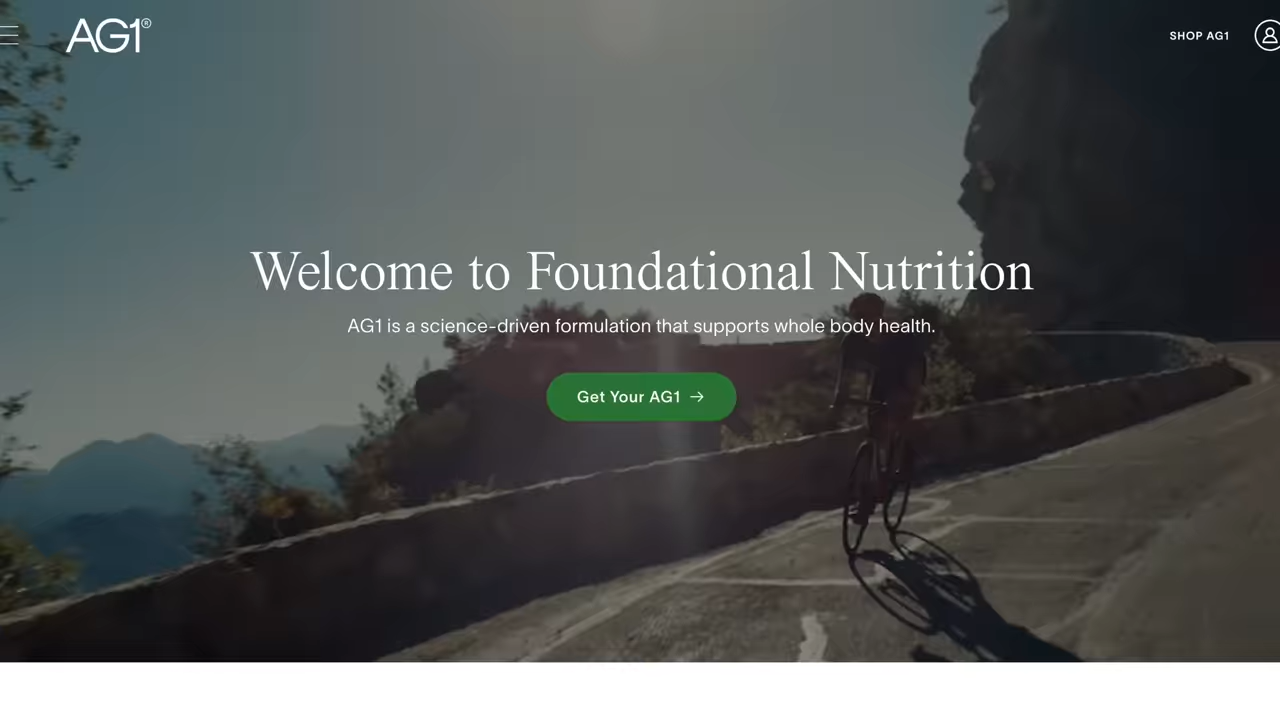 AG1®
SHOP AG1
Welcome to Foundational Nutrition
AG1 is a science-driven formulation that supports whole body health.
Get Your AG1 →